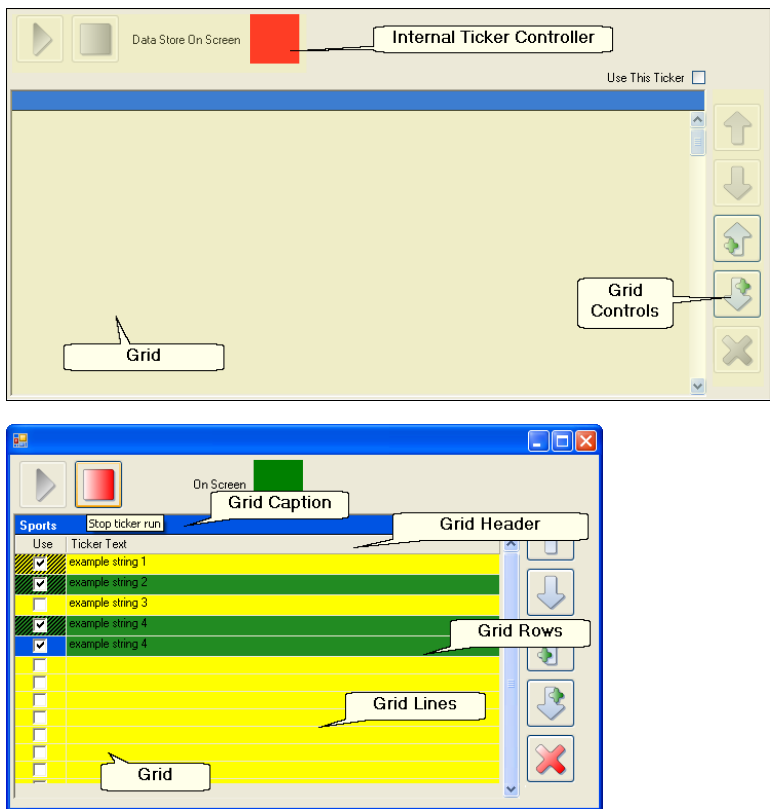 Data Store On Screen
Internal Ticker Controller
Use This Ticker
Grid
Controls
Grid
On Screen
Grid Caption
Sports
Stop ticker run
Grid Header
Use
Ticker Text
example string 1
example string 2
example string 3
example string 4
Grid Rows
example string 4
Grid Lines
Grid